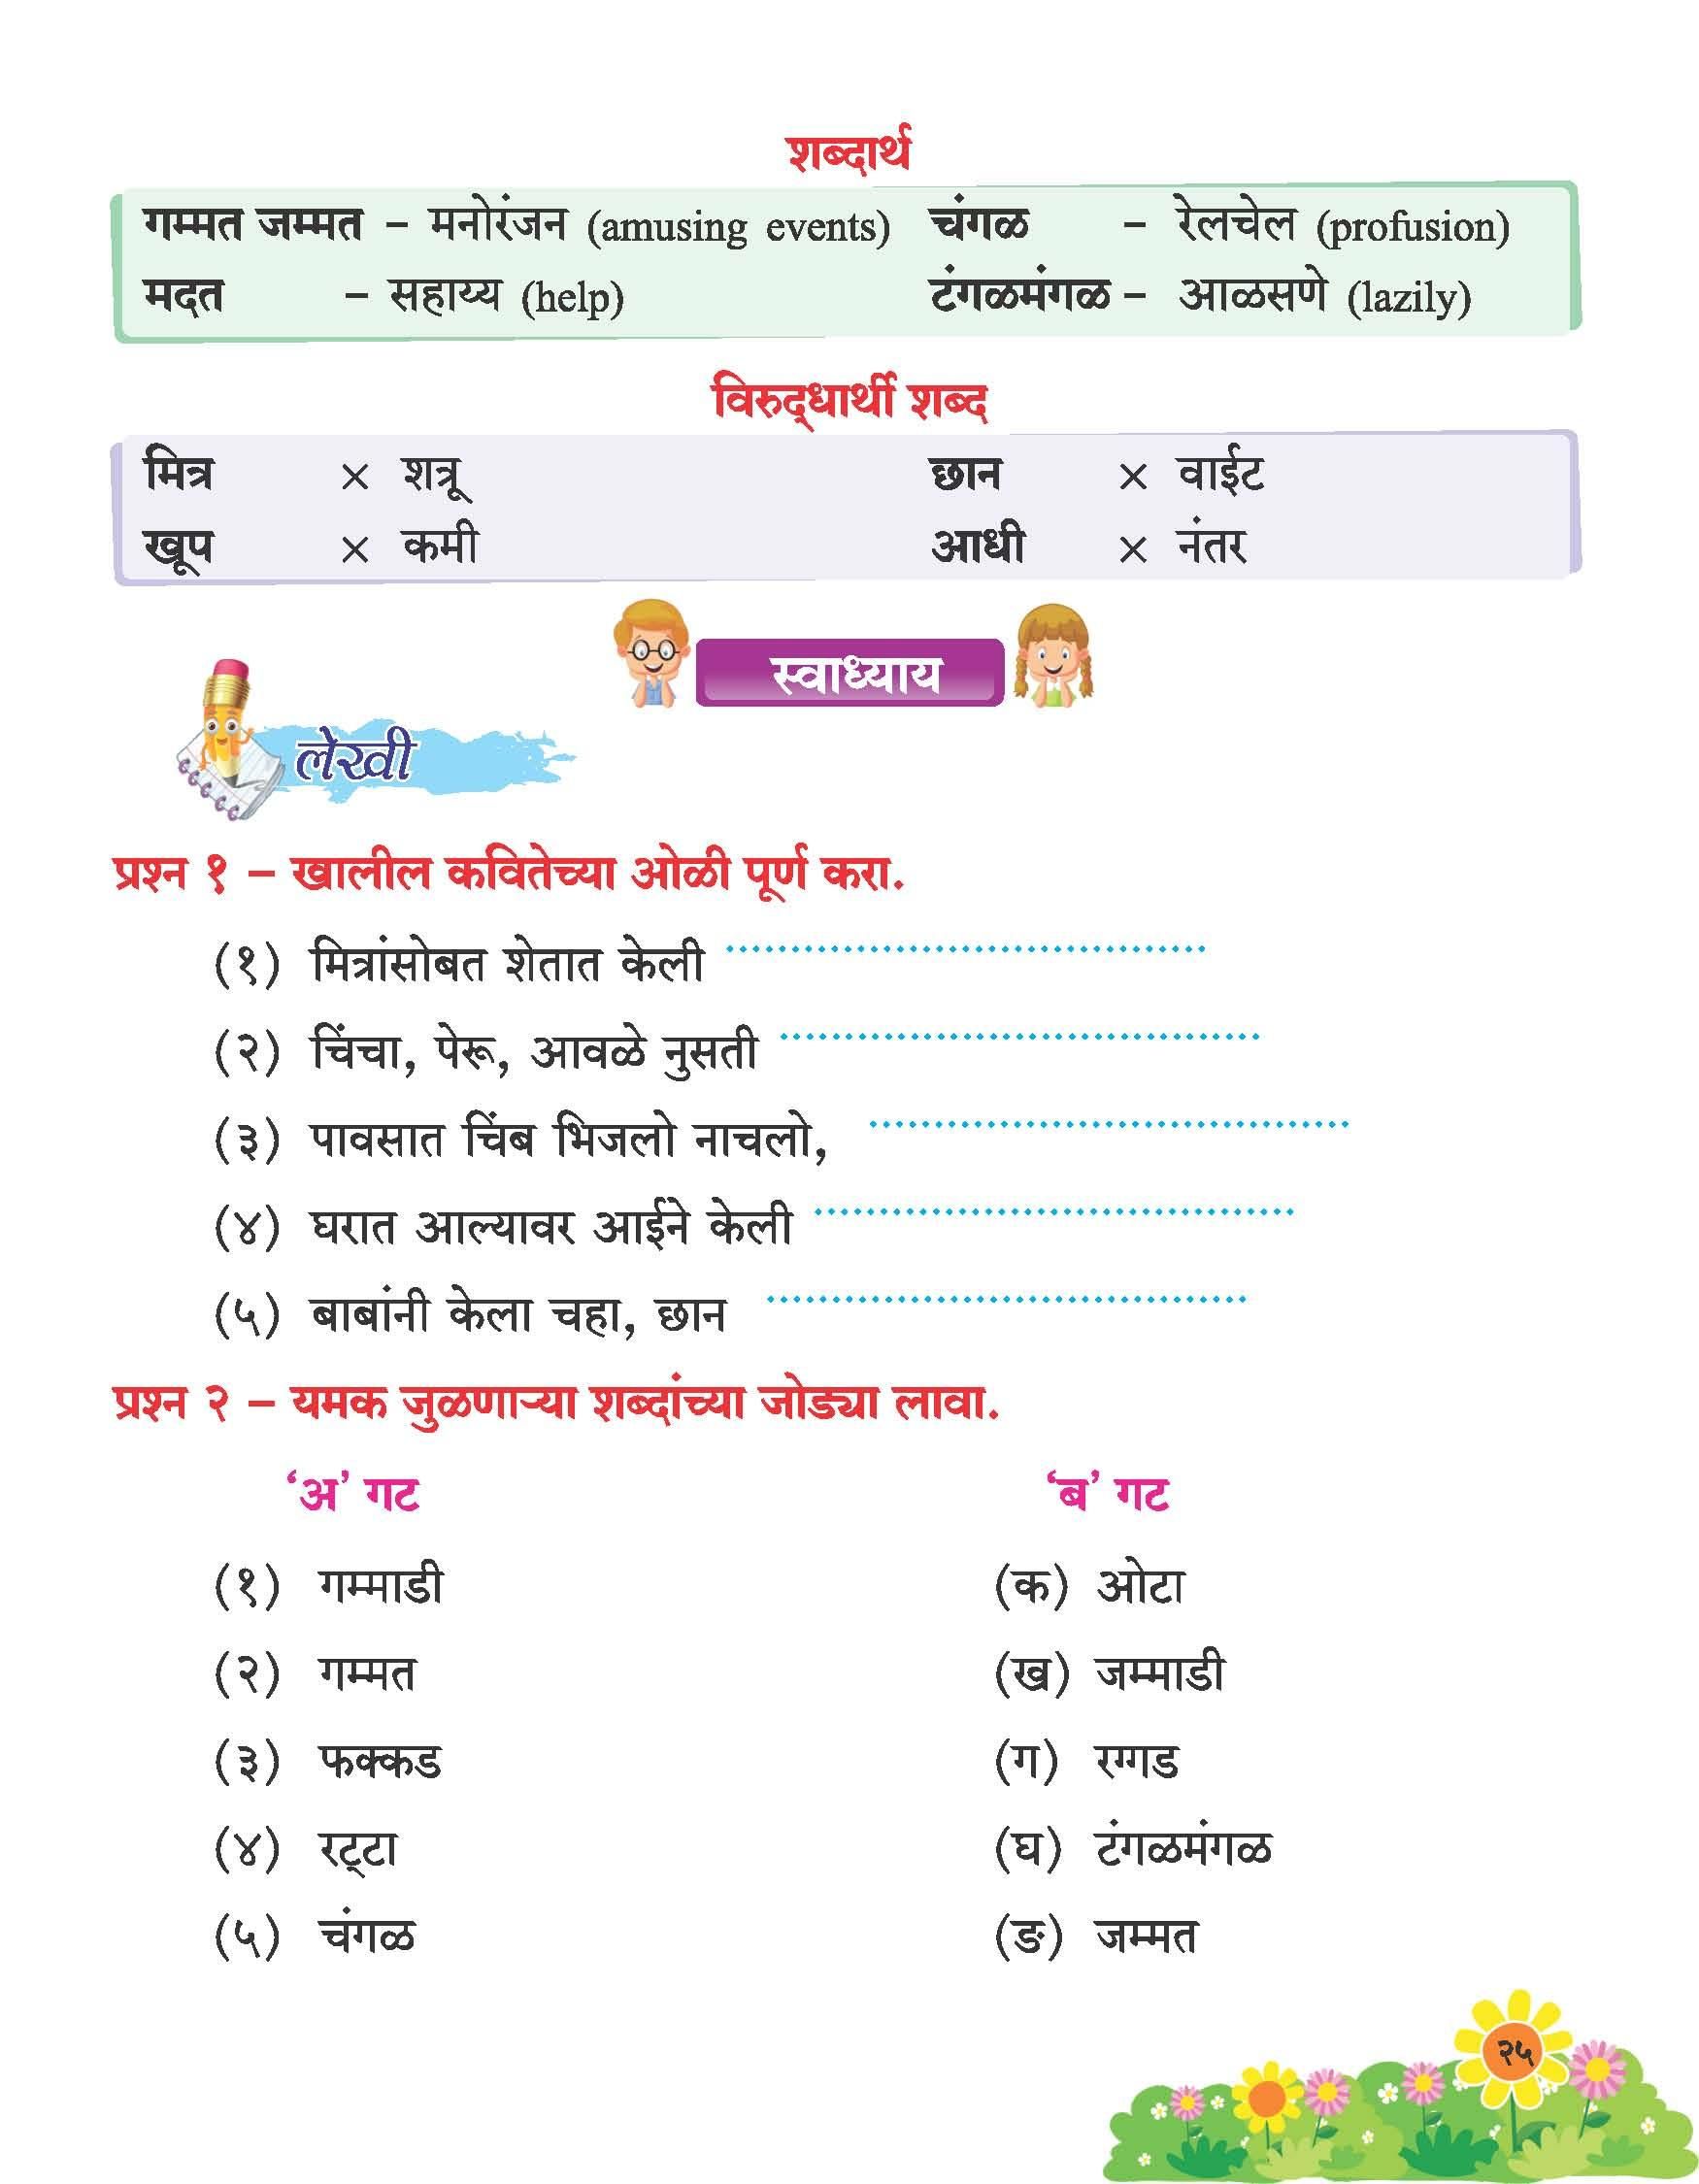 शब्दार्थ
गम्मत जम्मत – मनोरंजन (amusing events) चंगळ – रेलचेल (profusion)
मदत – सहाय्य (help) टंगळमंगळ – आळसणे (lazily)
विरुद्धार्थी शब्द
मित्र × शत्रू छान × वाईट
खूप × कमी आधी × नंतर
स्वाध्याय
लेखी
प्रश्न १ – खालील कवितेच्या ओळी पूर्ण करा.
(१) मित्रांसोबत शेतात केली ....................................
(२) चिंचा, पेरू, आवळे नुसती ....................................
(३) पावसात चिंब भिजलो नाचलो, ....................................
(४) घरात आल्यावर आईने केली ....................................
(५) बाबांनी केला चहा, छान ....................................
प्रश्न २ – यमक जुळणाऱ्या शब्दांच्या जोड्या लावा.
‘अ’ गट ‘ब’ गट
(१) गम्माडी (क) ओटा
(२) गम्मत (ख) जम्माडी
(३) फक्कड (ग) रग्गड
(४) रट्टा (घ) टंगळमंगळ
(५) चंगळ (ङ) जम्मत
२५